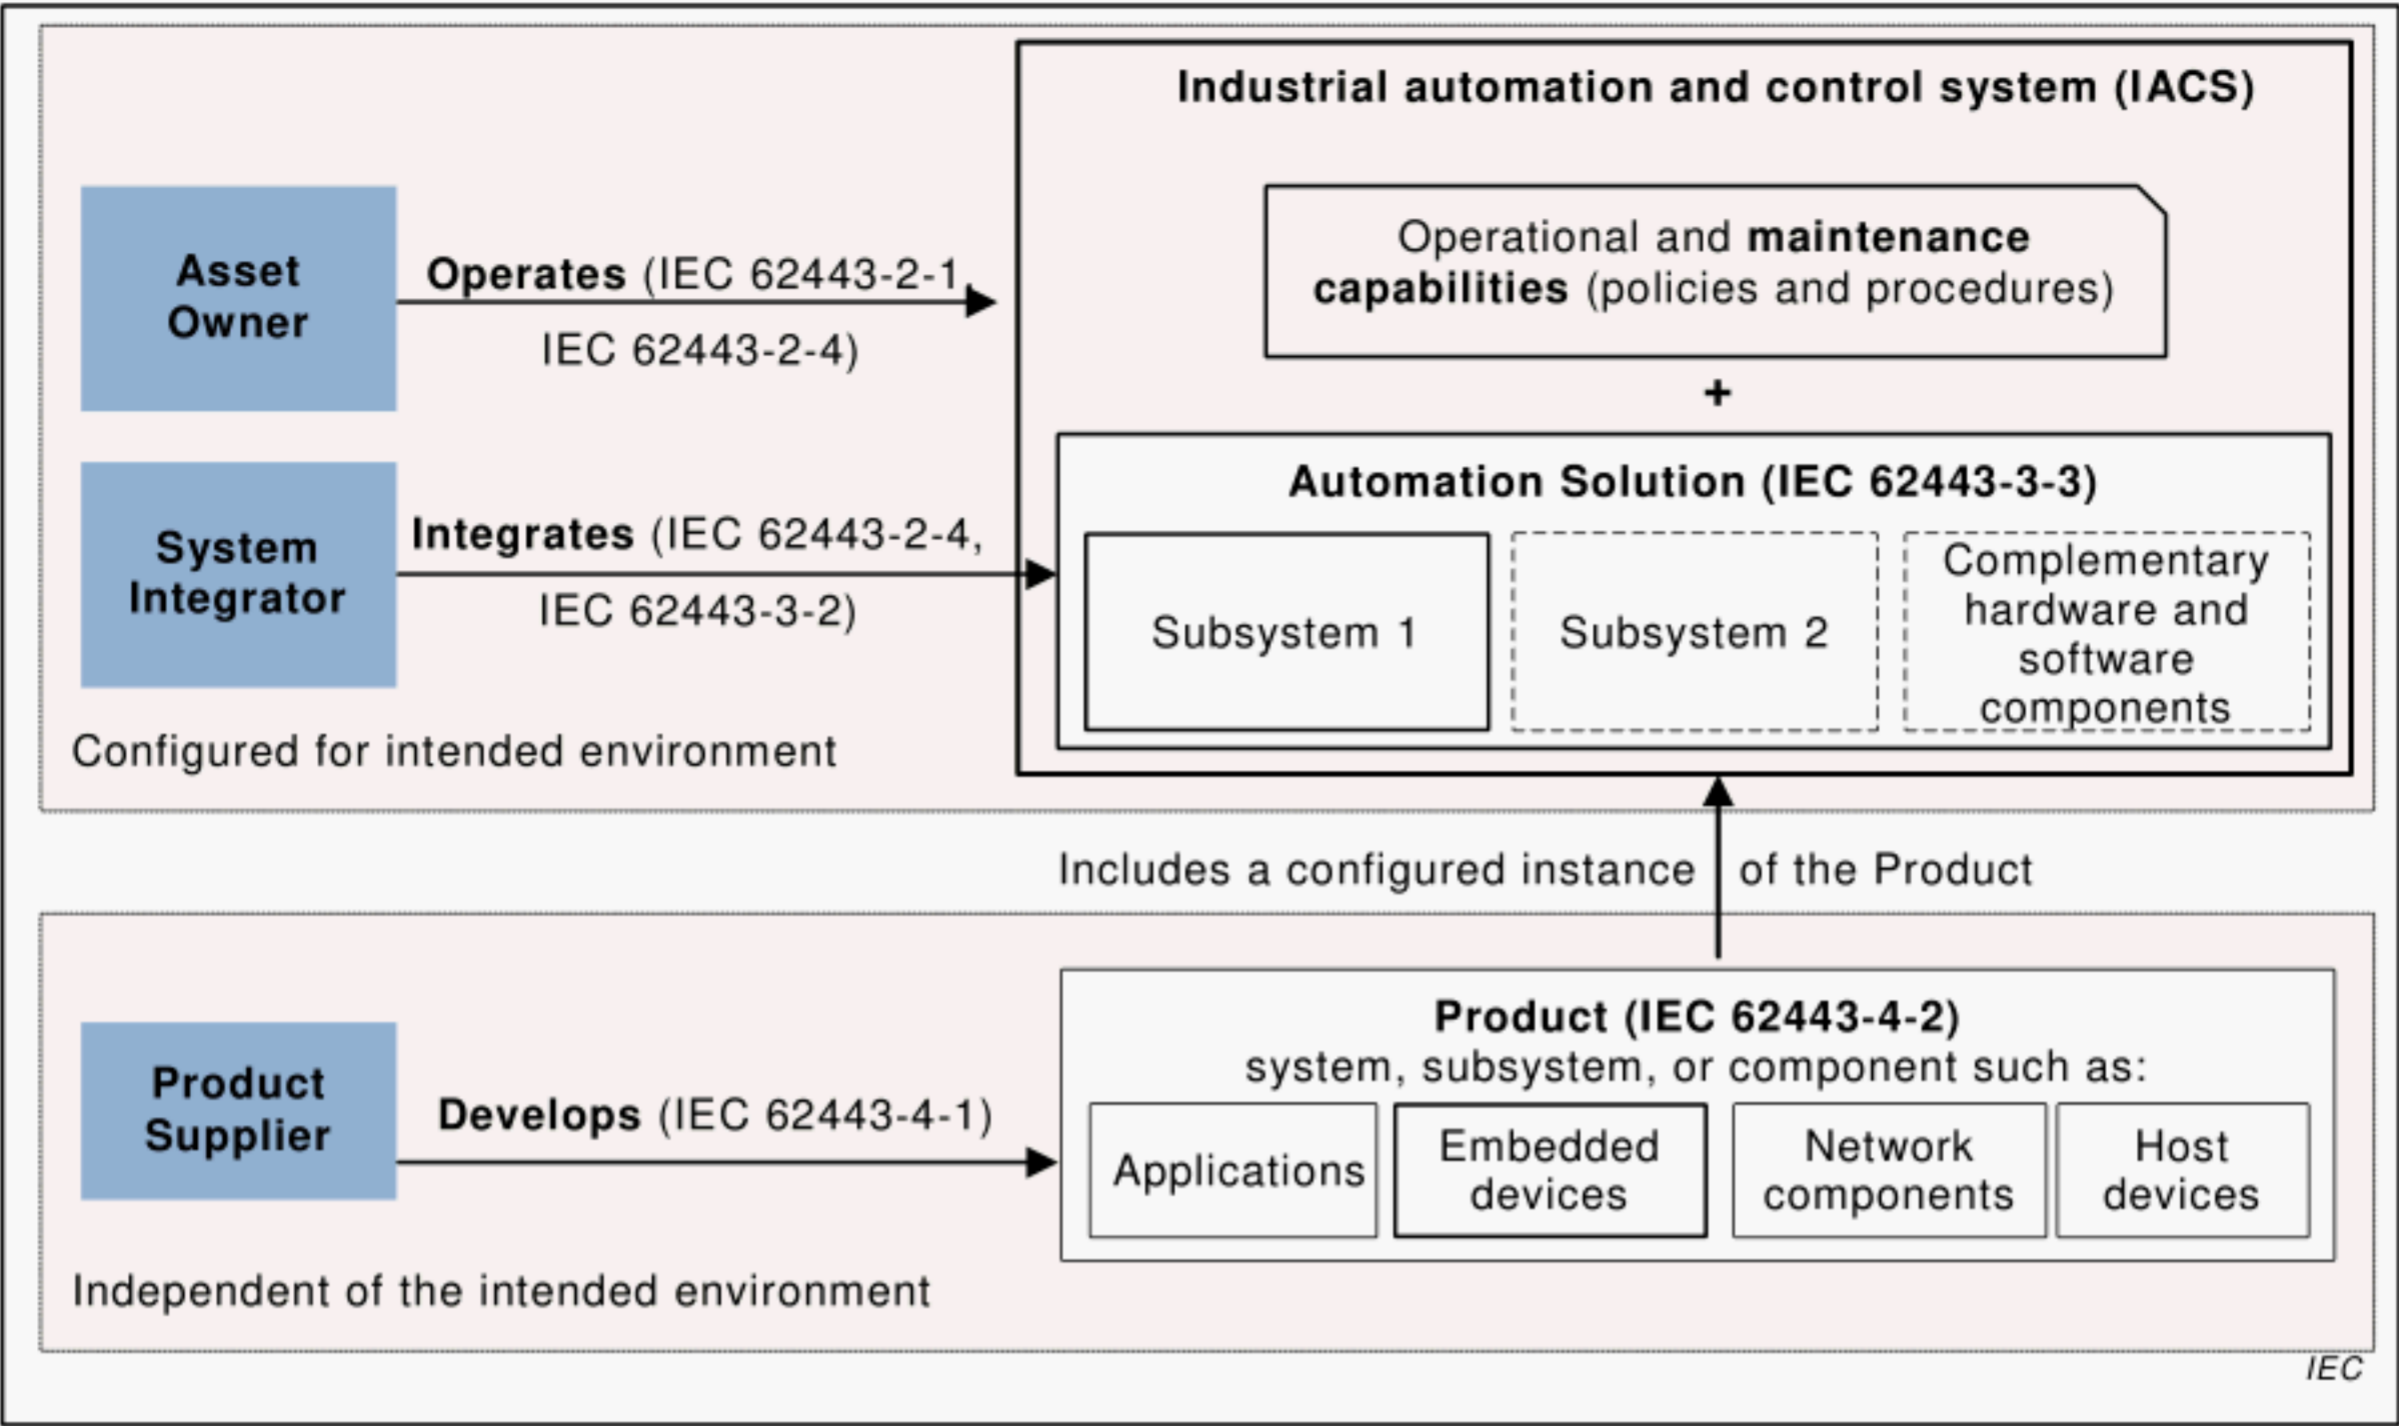 Industrial automation and control system (IACS)
Operational and maintenance
capabilities (policies and procedures)
+
Asset
Owner
Operates (IEC 62443-2-1,
IEC 62443-2-4)
Automation Solution (IEC 62443-3-3)
System
Integrator
Integrates (IEC 62443-2-4,
IEC 62443-3-2)
Subsystem 1
Subsystem 2
Complementary
hardware and
software
components
Configured for intended environment
Includes a configured instance of the Product
Product (IEC 62443-4-2)
system, subsystem, or component such as:
Product
Supplier
Develops (IEC 62443-4-1)
Applications
Embedded
devices
Network
components
Host
devices
Independent of the intended environment
IEC